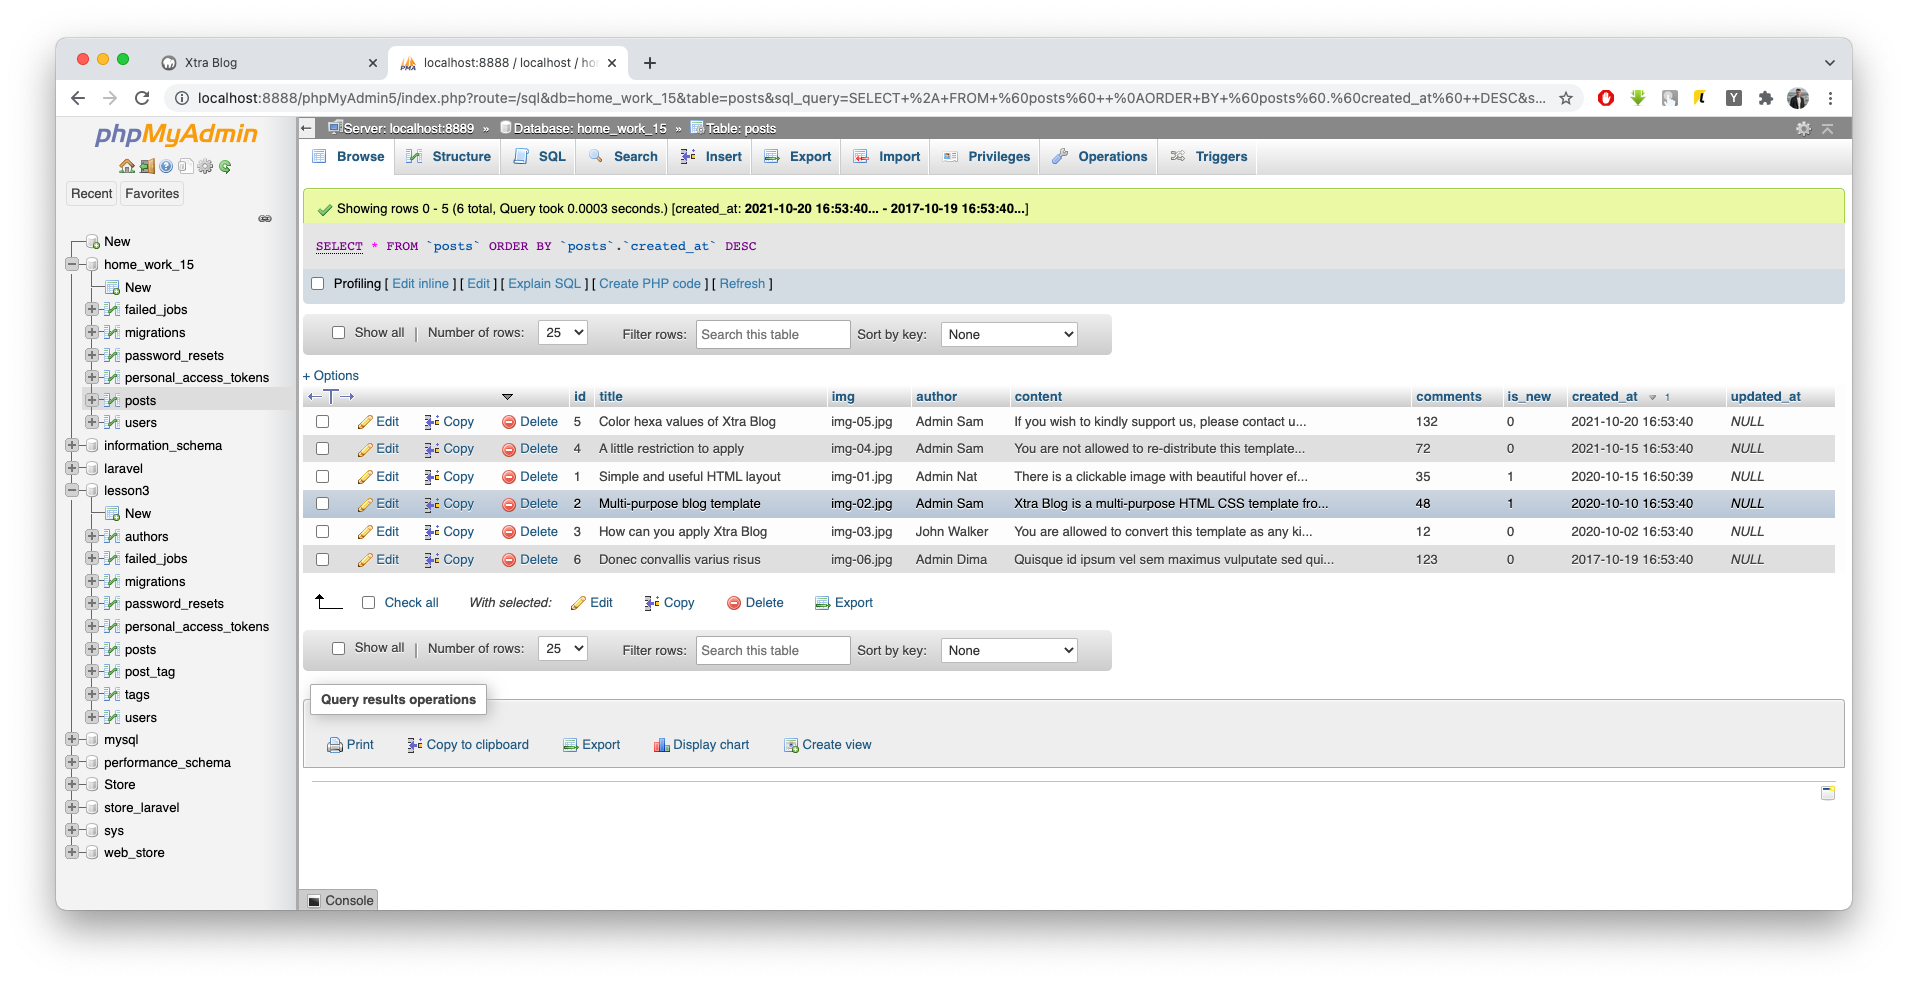 Xtra Blog
localhost:8888 / localhost / ho
localhost:8888/phpMyAdmin5/index.php?route=/sql&db=home_work_15&table=posts&sql_query=SELECT+%2A+FROM+%60posts%60++%0AORDER+BY+%60posts%60.%60created_at%60++DESC&s...
phpMyAdmin
Recent Favorites
New
home_work_15
New
failed_jobs
migrations
password_resets
personal_access_tokens
posts
users
information_schema
laravel
lesson3
New
authors
failed_jobs
migrations
password_resets
personal_access_tokens
posts
post_tag
tags
users
mysql
performance_schema
Store
store_laravel
sys
web_store
Server: localhost:8889 » Database: home_work_15 » Table: posts
Browse Structure SQL Search Insert Export Import Privileges Operations Triggers
Showing rows 0 - 5 (6 total, Query took 0.0003 seconds.) [created_at: 2021-10-20 16:53:40... - 2017-10-19 16:53:40...]
SELECT * FROM `posts` ORDER BY `posts`.`created_at` DESC
Profiling [ Edit inline ] [ Edit ] [ Explain SQL ] [ Create PHP code ] [ Refresh ]
Show all | Number of rows: 25 Filter rows: Search this table Sort by key: None
+ Options
id title img author content comments is_new created_at 1 updated_at
Edit Copy Delete 5 Color hexa values of Xtra Blog img-05.jpg Admin Sam If you wish to kindly support us, please contact u... 132 0 2021-10-20 16:53:40 NULL
Edit Copy Delete 4 A little restriction to apply img-04.jpg Admin Sam You are not allowed to re-distribute this template... 72 0 2020-10-15 16:53:40 NULL
Edit Copy Delete 1 Simple and useful HTML layout img-01.jpg Admin Nat There is a clickable image with beautiful hover ef... 35 1 2020-10-15 16:50:39 NULL
Edit Copy Delete 2 Multi-purpose blog template img-02.jpg Admin Sam Xtra Blog is a multi-purpose HTML CSS template fro... 48 1 2020-10-10 16:53:40 NULL
Edit Copy Delete 3 How can you apply Xtra Blog img-03.jpg John Walker You are allowed to convert this template as any ki... 12 0 2020-10-02 16:53:40 NULL
Edit Copy Delete 6 Donec convallis varius risus img-06.jpg Admin Dima Quisque id ipsum vel sem maximus vulputate sed qui... 123 0 2017-10-19 16:53:40 NULL
Check all With selected: Edit Copy Delete Export
Show all | Number of rows: 25 Filter rows: Search this table Sort by key: None
Query results operations
Print Copy to clipboard Export Display chart Create view
Console